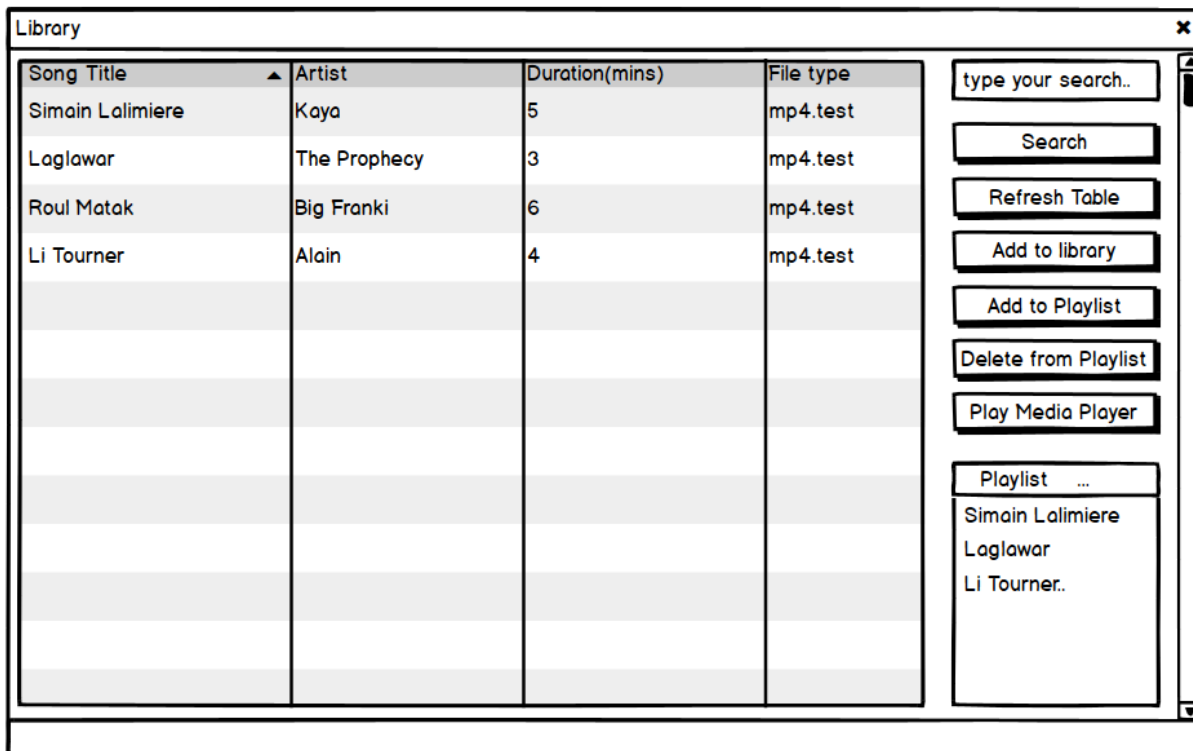 Library
Song Title Artist Duration(mins) File type
Simain Lalimiere Kaya 5 mp4.test
Laglawar The Prophecy 3 mp4.test
Roul Matak Big Franki 6 mp4.test
Li Tourner Alain 4 mp4.test
type your search..
Search
Refresh Table
Add to library
Add to Playlist
Delete from Playlist
Play Media Player
Playlist ...
Simain Lalimiere
Laglawar
Li Tourner..